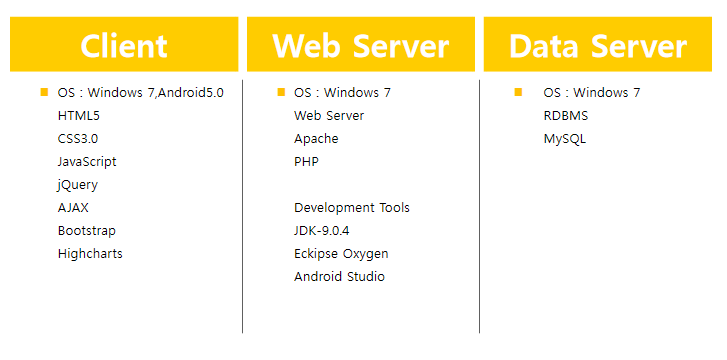 Client
OS : Windows 7,Android5.0
HTML5
CSS3.0
JavaScript
jQuery
AJAX
Bootstrap
Highcharts
Web Server
OS : Windows 7
Web Server
Apache
PHP
Development Tools
JDK-9.0.4
Eckipse Oxygen
Android Studio
Data Server
OS : Windows 7
RDBMS
MySQL